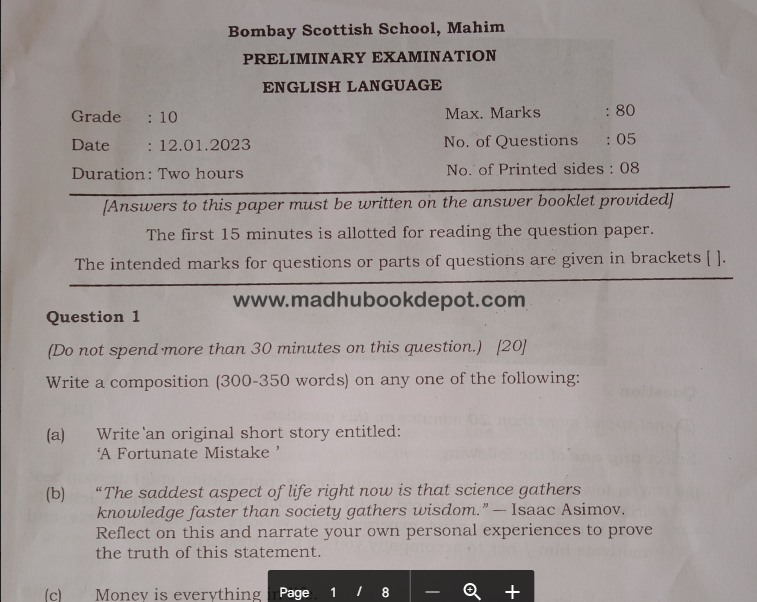 Bombay Scottish School, Mahim
PRELIMINARY EXAMINATION
ENGLISH LANGUAGE
Grade : 10 Max. Marks : 80
Date : 12.01.2023 No. of Questions : 05
Duration: Two hours No. of Printed sides : 08
[Answers to this paper must be written on the answer booklet provided]
The first 15 minutes is allotted for reading the question paper.
The intended marks for questions or parts of questions are given in brackets [ ].
www.madhubookdepot.com
Question 1
(Do not spend more than 30 minutes on this question.) [20]
Write a composition (300-350 words) on any one of the following:
(a) Write an original short story entitled:
‘A Fortunate Mistake ’
(b) “The saddest aspect of life right now is that science gathers
knowledge faster than society gathers wisdom.” — Isaac Asimov.
Reflect on this and narrate your own personal experiences to prove
the truth of this statement.
(c) Money is everything
Page 1 / 8 — +